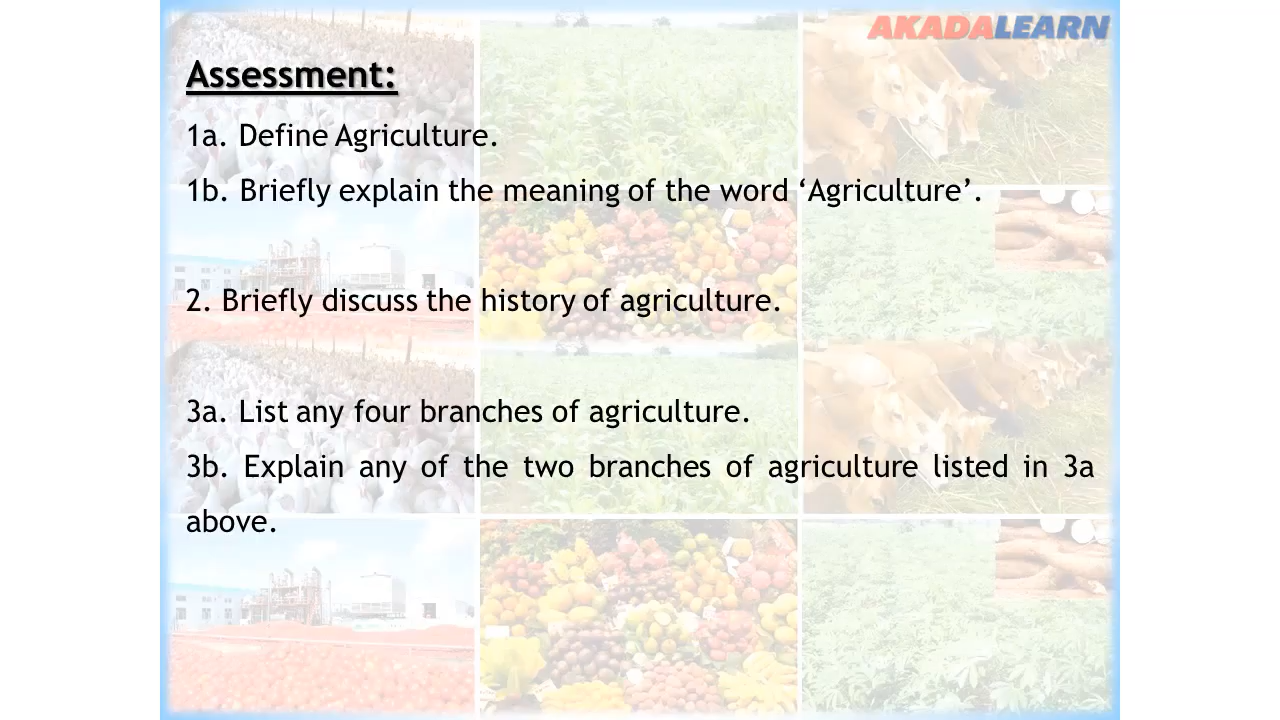 AKADALEARN
Assessment:
1a. Define Agriculture.
1b. Briefly explain the meaning of the word ‘Agriculture’.
2. Briefly discuss the history of agriculture.
3a. List any four branches of agriculture.
3b. Explain any of the two branches of agriculture listed in 3a
above.